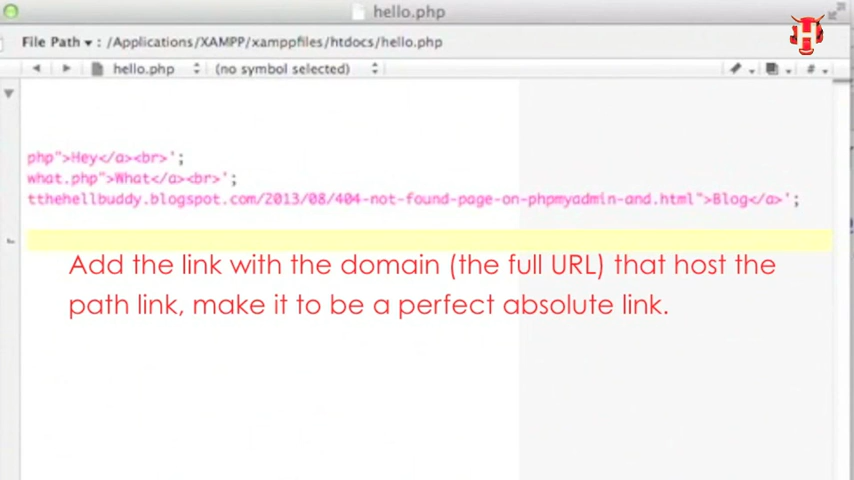 hello.php
File Path ▾ : /Applications/XAMPP/xamppfiles/htdocs/hello.php
hello.php (no symbol selected) #
H
php">Hey</a><br>';
what.php">What</a><br>';
tthehellbuddy.blogspot.com/2013/08/404-not-found-page-on-phpmyadmin-and.html">Blog</a>';
Add the link with the domain (the full URL) that host the
path link, make it to be a perfect absolute link.